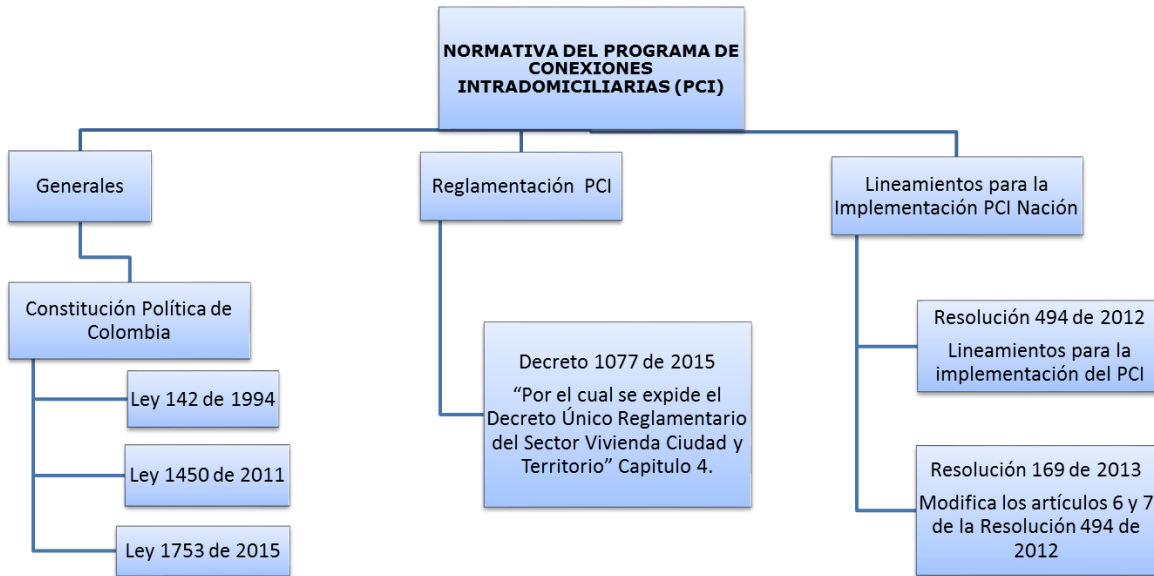 NORMATIVA DEL PROGRAMA DE
CONEXIONES
INTRADOMICILIARIAS (PCI)
Generales
Constitución Política de
Colombia
Ley 142 de 1994
Ley 1450 de 2011
Ley 1753 de 2015
Reglamentación PCI
Decreto 1077 de 2015
“Por el cual se expide el
Decreto Único Reglamentario
del Sector Vivienda Ciudad y
Territorio” Capitulo 4.
Lineamientos para la
Implementación PCI Nación
Resolución 494 de 2012
Lineamientos para la
implementación del PCI
Resolución 169 de 2013
Modifica los artículos 6 y 7
de la Resolución 494 de
2012